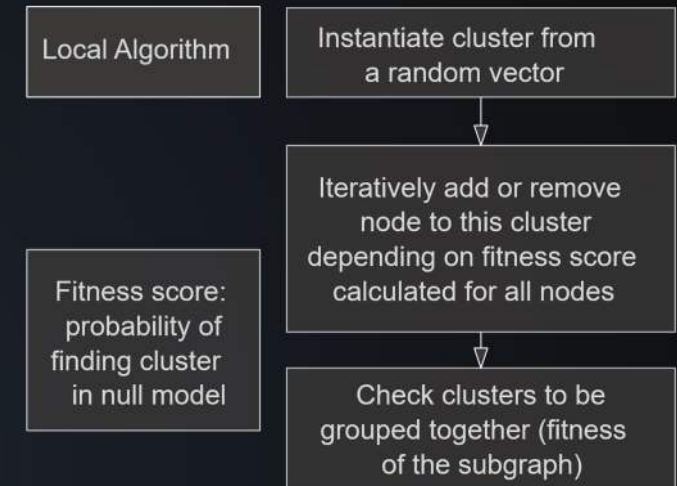 Local Algorithm
Instantiate cluster from
a random vector
Iteratively add or remove
node to this cluster
depending on fitness score
calculated for all nodes
Fitness score:
probability of
finding cluster
in null model
Check clusters to be
grouped together (fitness
of the subgraph)